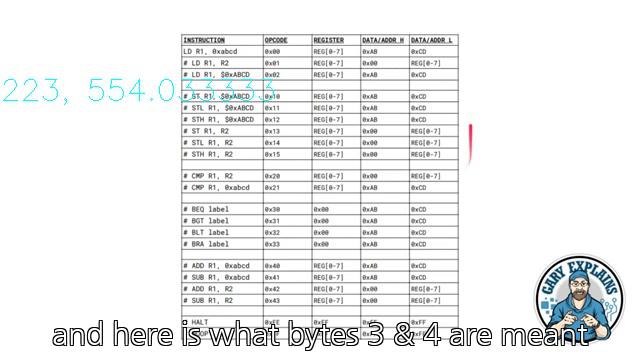 INSTRUCTION OPCODE REGISTER DATA/ADDR H DATA/ADDR L
LD R1, 0xabcd 0x00 REG[0-7] 0xAB 0xCD
# LD R1, R2 0x01 REG[0-7] 0x00 REG[0-7]
# LD R1, $0xABCD 0x02 REG[0-7] 0xAB 0xCD
223, 554.033333
# ST R1, $0xABCD 0x10 REG[0-7] 0xAB 0xCD
# STL R1, $0xABCD 0x11 REG[0-7] 0xAB 0xCD
# STH R1, $0xABCD 0x12 REG[0-7] 0xAB 0xCD
# ST R1, R2 0x13 REG[0-7] 0x00 REG[0-7]
# STL R1, R2 0x14 REG[0-7] 0x00 REG[0-7]
# STH R1, R2 0x15 REG[0-7] 0x00 REG[0-7]
# CMP R1, R2 0x20 REG[0-7] 0x00 REG[0-7]
# CMP R1, 0xabcd 0x21 REG[0-7] 0xAB 0xCD
# BEQ label 0x30 0x00 0xAB 0xCD
# BGT label 0x31 0x00 0xAB 0xCD
# BLT label 0x32 0x00 0xAB 0xCD
# BRA label 0x33 0x00 0xAB 0xCD
# ADD R1, 0xabcd 0x40 REG[0-7] 0xAB 0xCD
# SUB R1, 0xabcd 0x41 REG[0-7] 0xAB 0xCD
# ADD R1, R2 0x42 REG[0-7] 0x00 REG[0-7]
# SUB R1, R2 0x43 REG[0-7] 0x00 REG[0-7]
# HALT 0xFF 0xFF 0xFF 0xFF
GARY EXPLAINS
and here is what bytes 3 & 4 are meant